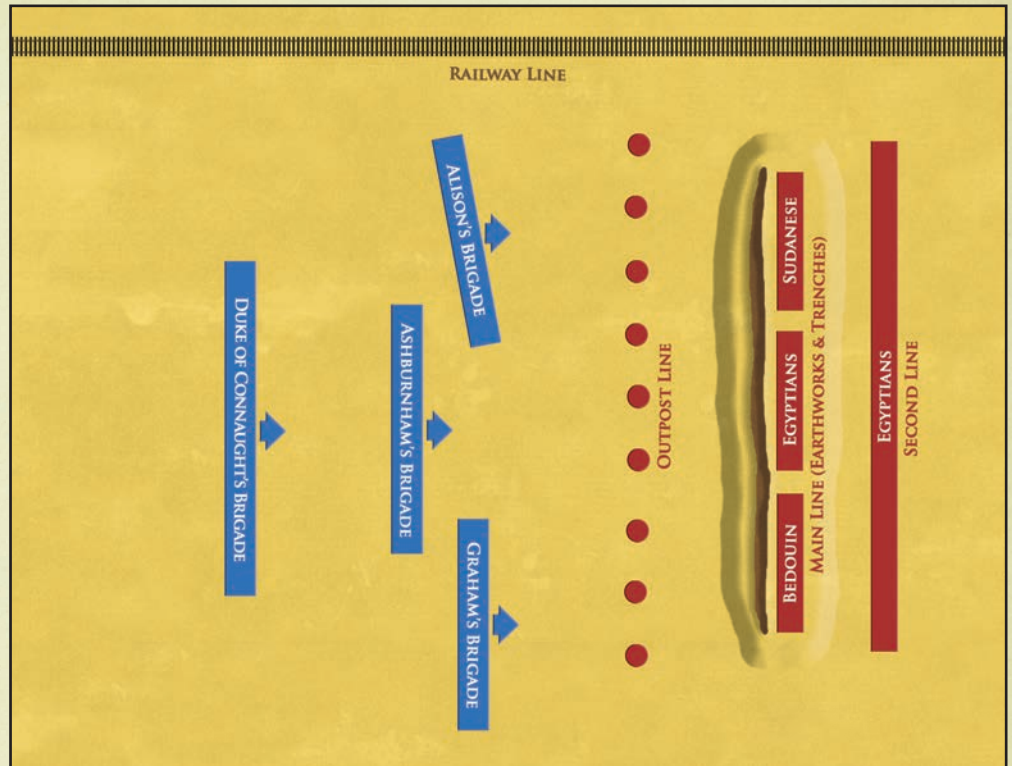 RAILWAY LINE
ALISON'S BRIGADE
DUKE OF CONNAUGHT'S BRIGADE
ASHBURNHAM'S BRIGADE
GRAHAM'S BRIGADE
OUTPOST LINE
SUDANESE
EGYPTIANS
BEDOUIN
MAIN LINE (EARTHWORKS & TRENCHES)
EGYPTIANS
SECOND LINE